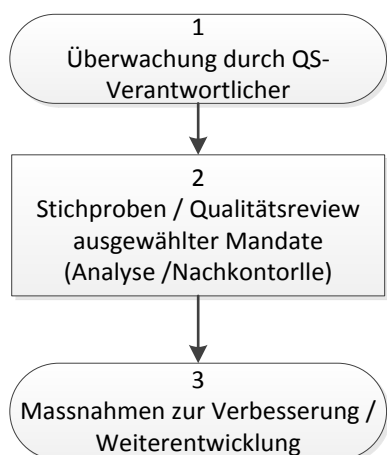 1
Überwachung durch QS-
Verantwortlicher
2
Stichproben / Qualitätsreview
ausgewählter Mandate
(Analyse /Nachkontorlle)
3
Massnahmen zur Verbesserung /
Weiterentwicklung